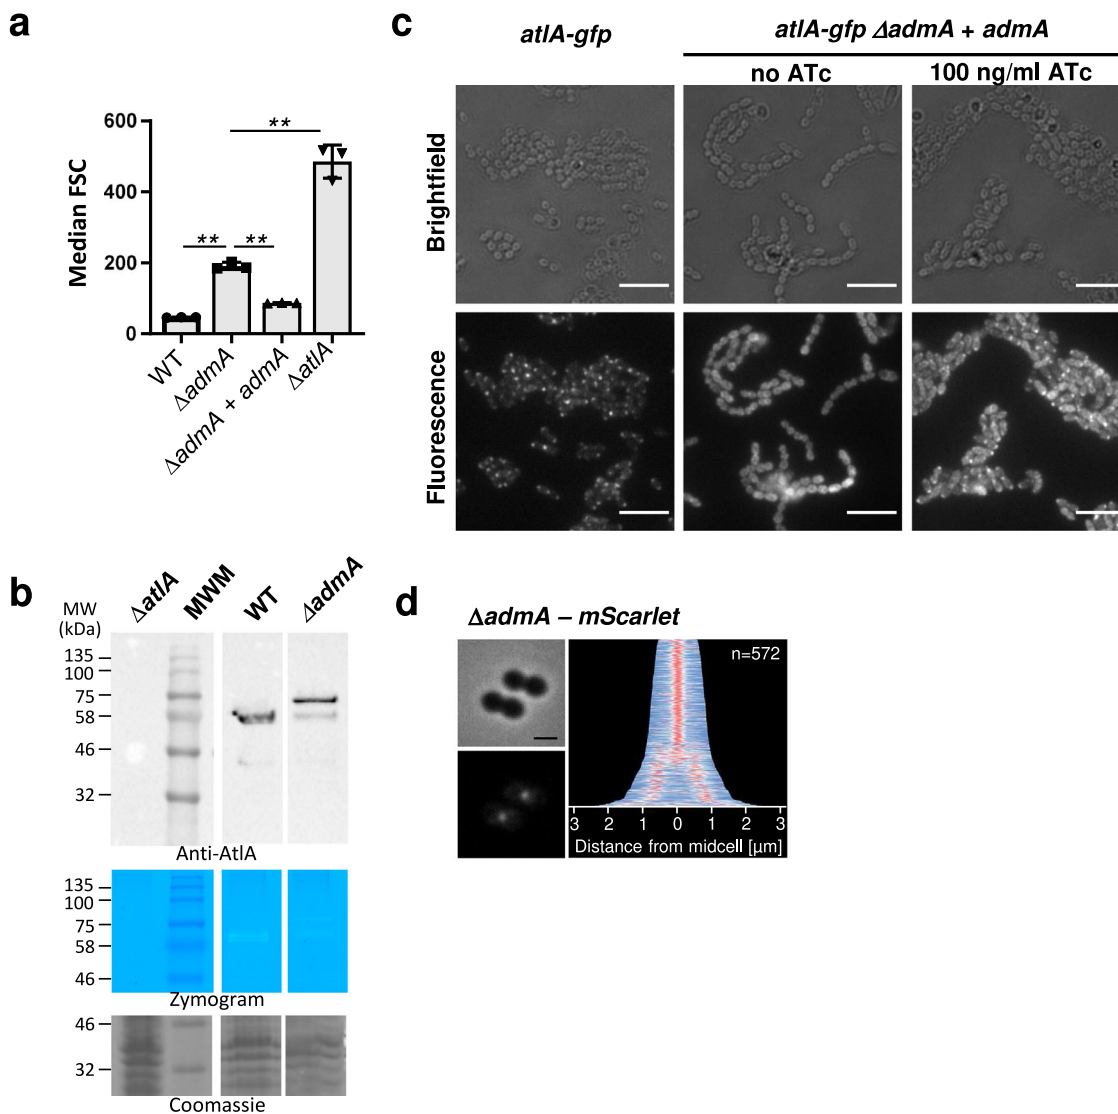 a
Median FSC
600
400
200
0
**
** **
WT
ΔadmA
ΔadmA + admA
ΔatlA
c
atlA-gfp
atlA-gfp ΔadmA + admA
no ATc
100 ng/ml ATc
Brightfield
Fluorescence
b
MW
(kDa)
ΔatlA
MWM
WT
ΔadmA
135
100
75
58
46
32
Anti-AtlA
135
100
75
58
46
Zymogram
46
32
Coomassie
d
ΔadmA – mScarlet
n=572
3 2 1 0 1 2 3
Distance from midcell [µm]